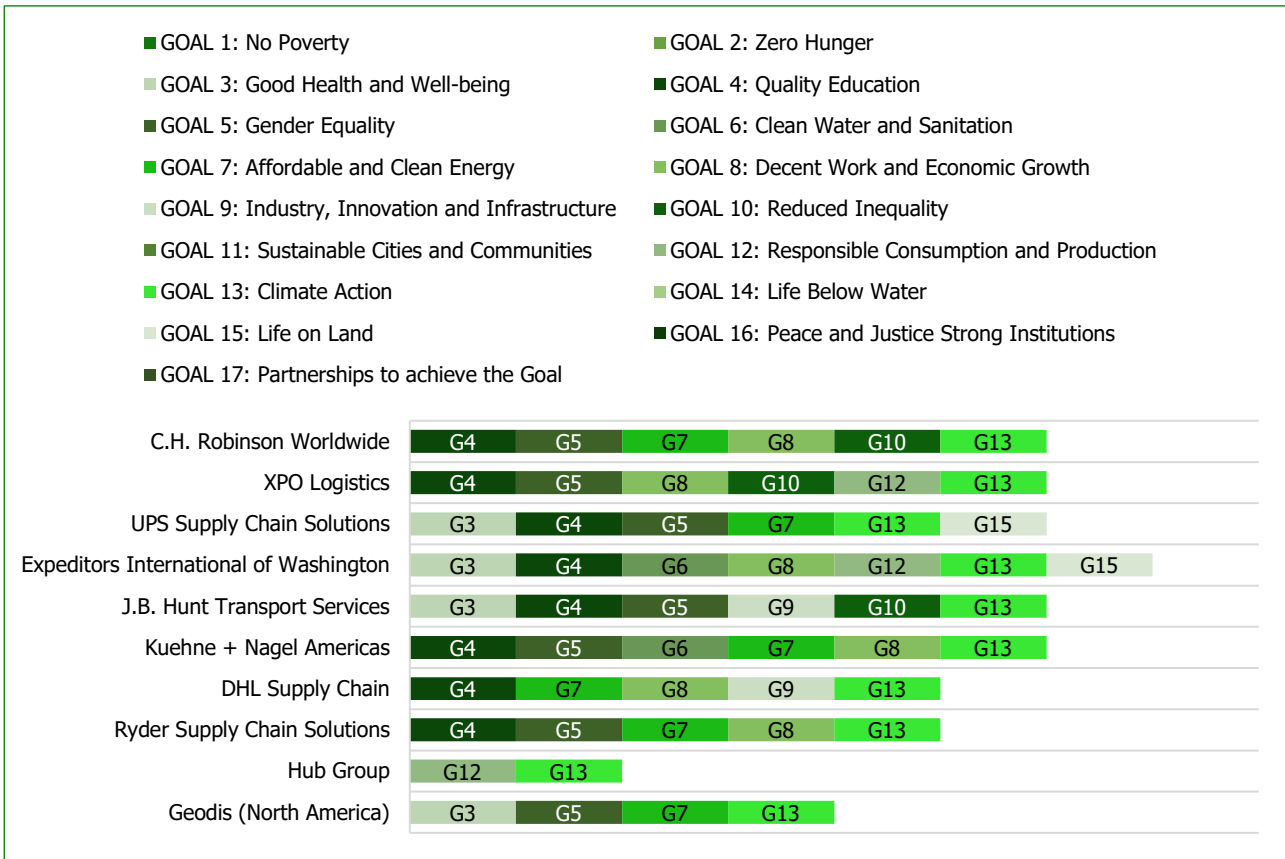 GOAL 1: No Poverty GOAL 2: Zero Hunger
GOAL 3: Good Health and Well-being GOAL 4: Quality Education
GOAL 5: Gender Equality GOAL 6: Clean Water and Sanitation
GOAL 7: Affordable and Clean Energy GOAL 8: Decent Work and Economic Growth
GOAL 9: Industry, Innovation and Infrastructure GOAL 10: Reduced Inequality
GOAL 11: Sustainable Cities and Communities GOAL 12: Responsible Consumption and Production
GOAL 13: Climate Action GOAL 14: Life Below Water
GOAL 15: Life on Land GOAL 16: Peace and Justice Strong Institutions
GOAL 17: Partnerships to achieve the Goal
C.H. Robinson Worldwide G4 G5 G7 G8 G10 G13
XPO Logistics G4 G5 G8 G10 G12 G13
UPS Supply Chain Solutions G3 G4 G5 G7 G13 G15
Expeditors International of Washington G3 G4 G6 G8 G12 G13 G15
J.B. Hunt Transport Services G3 G4 G5 G9 G10 G13
Kuehne + Nagel Americas G4 G5 G6 G7 G8 G13
DHL Supply Chain G4 G7 G8 G9 G13
Ryder Supply Chain Solutions G4 G5 G7 G8 G13
Hub Group G12 G13
Geodis (North America) G3 G5 G7 G13